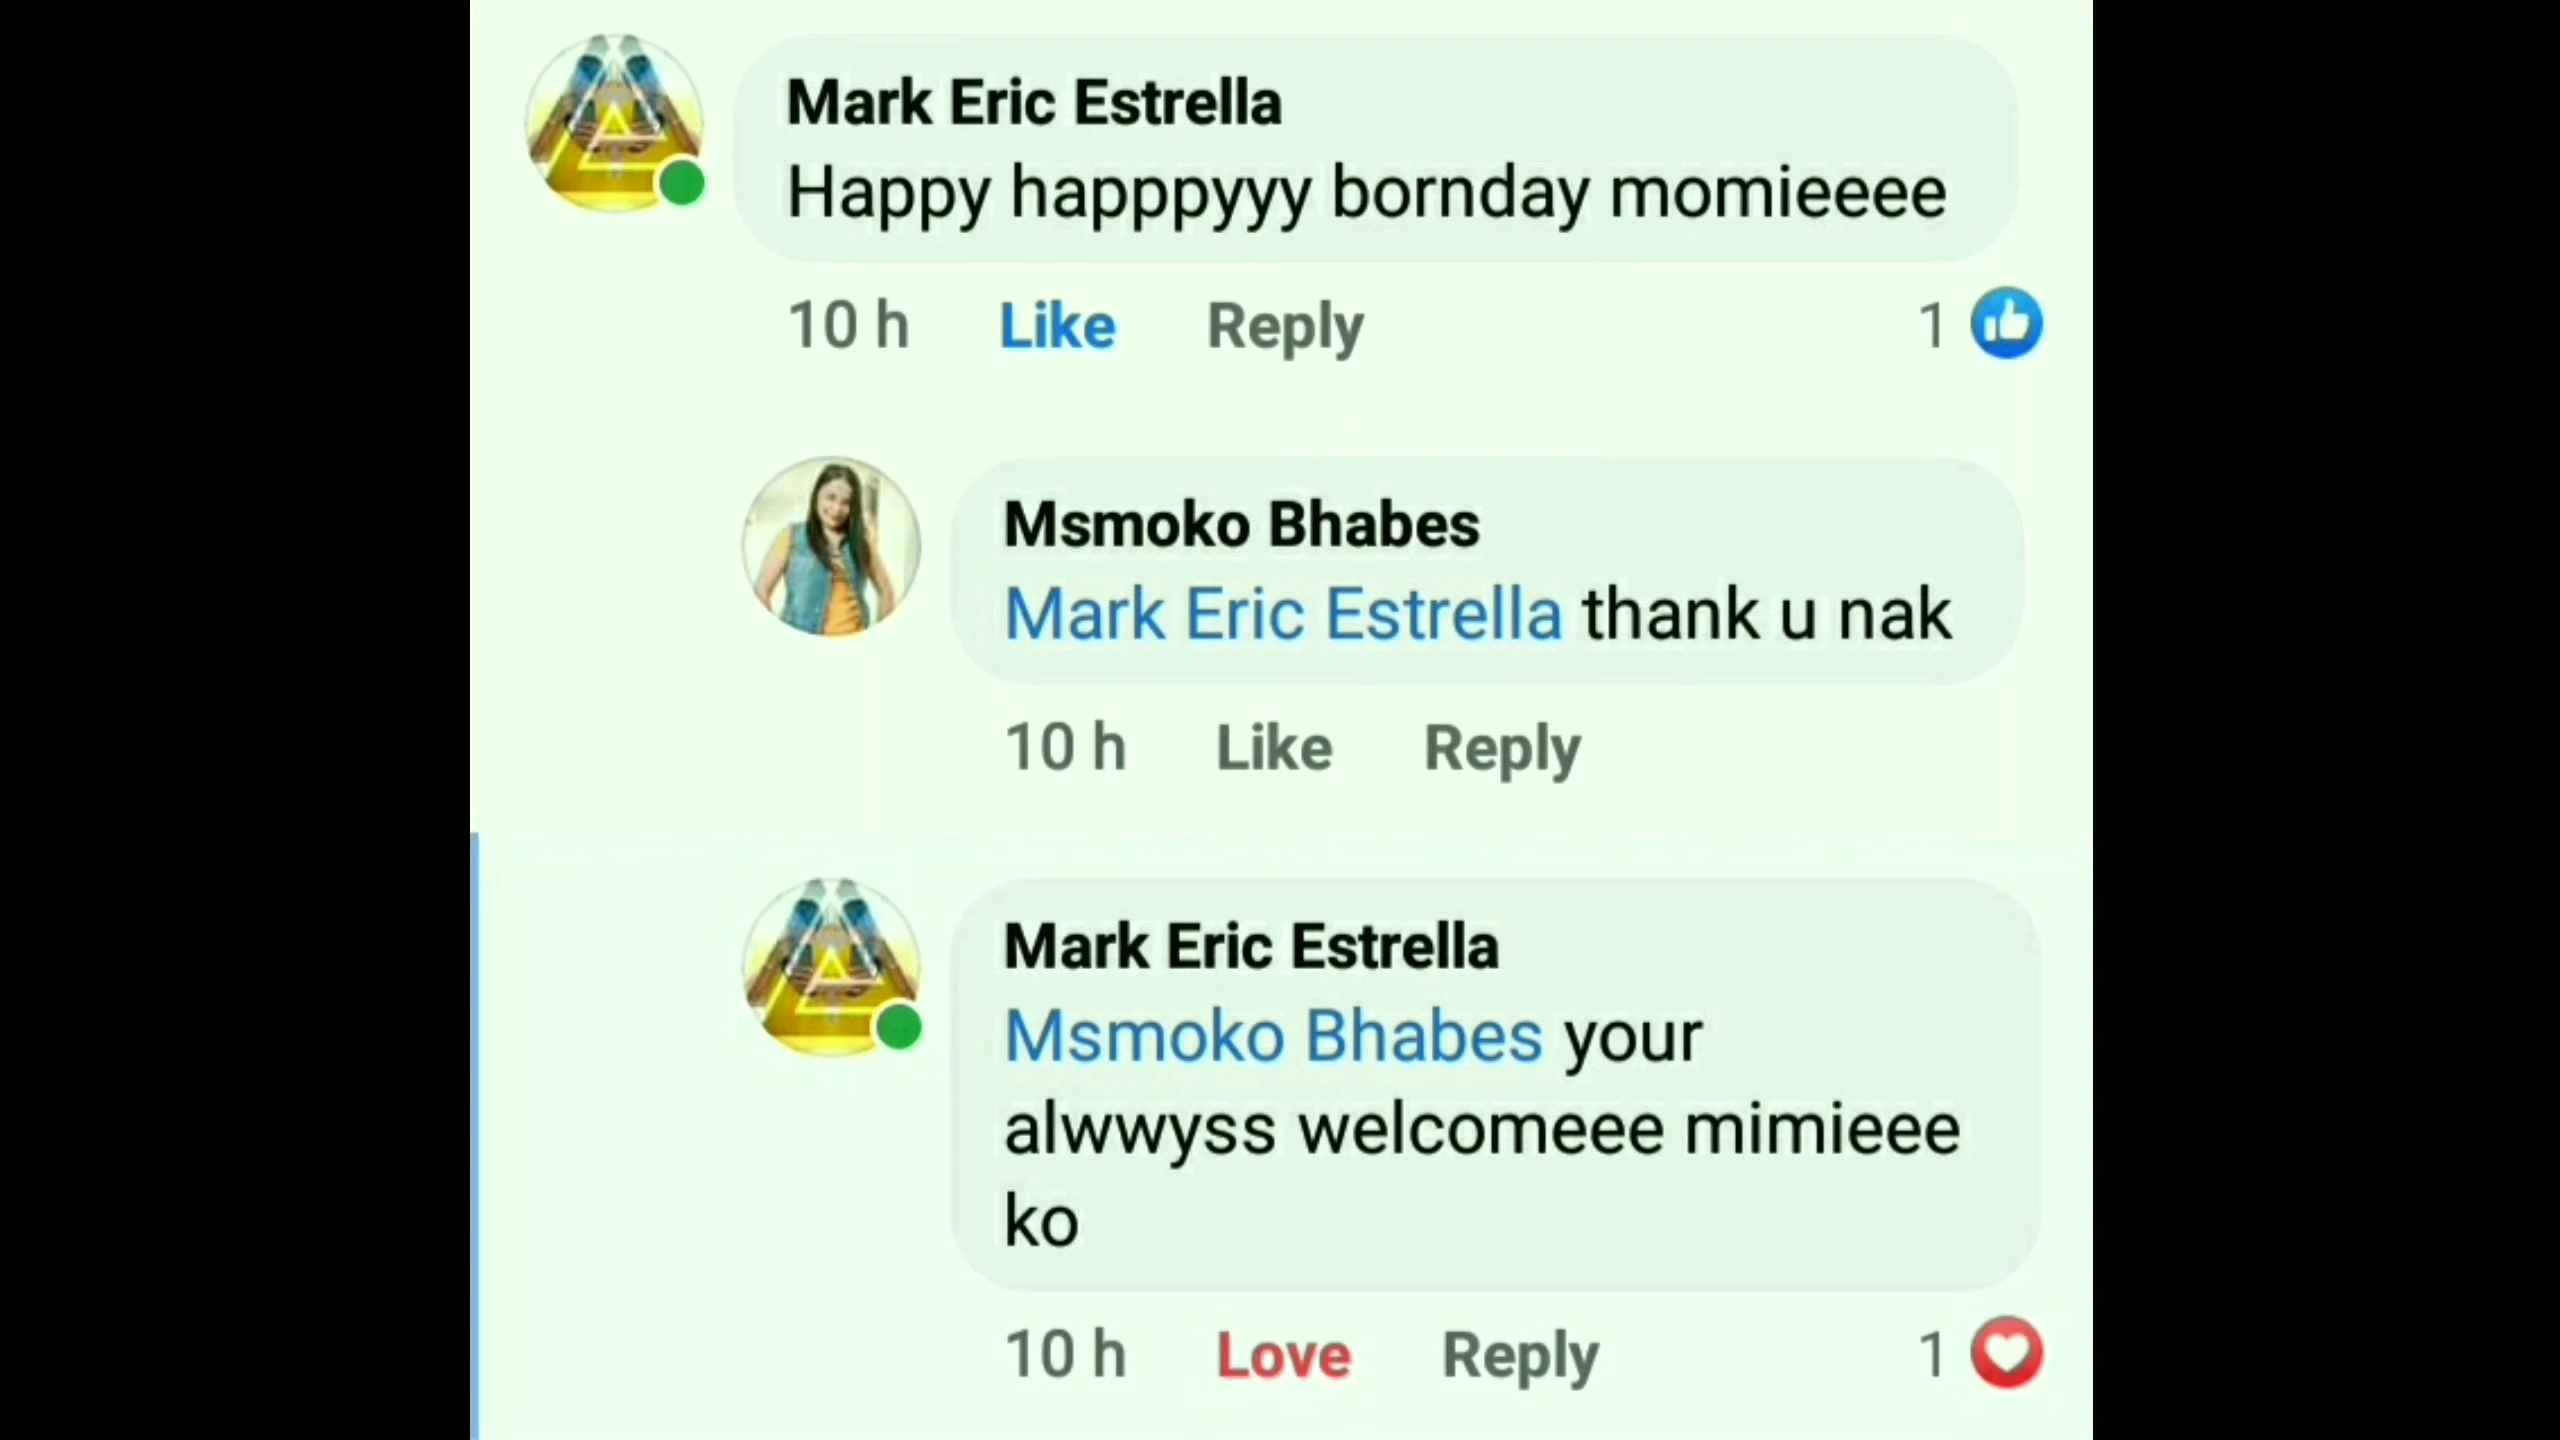 Mark Eric Estrella
Happy happpyyy bornday momieeee
10 h Like Reply 1
Msmoko Bhabes
Mark Eric Estrella thank u nak
10 h Like Reply
Mark Eric Estrella
Msmoko Bhabes your
alwwyss welcomeee mimieee
ko
10 h Love Reply 1